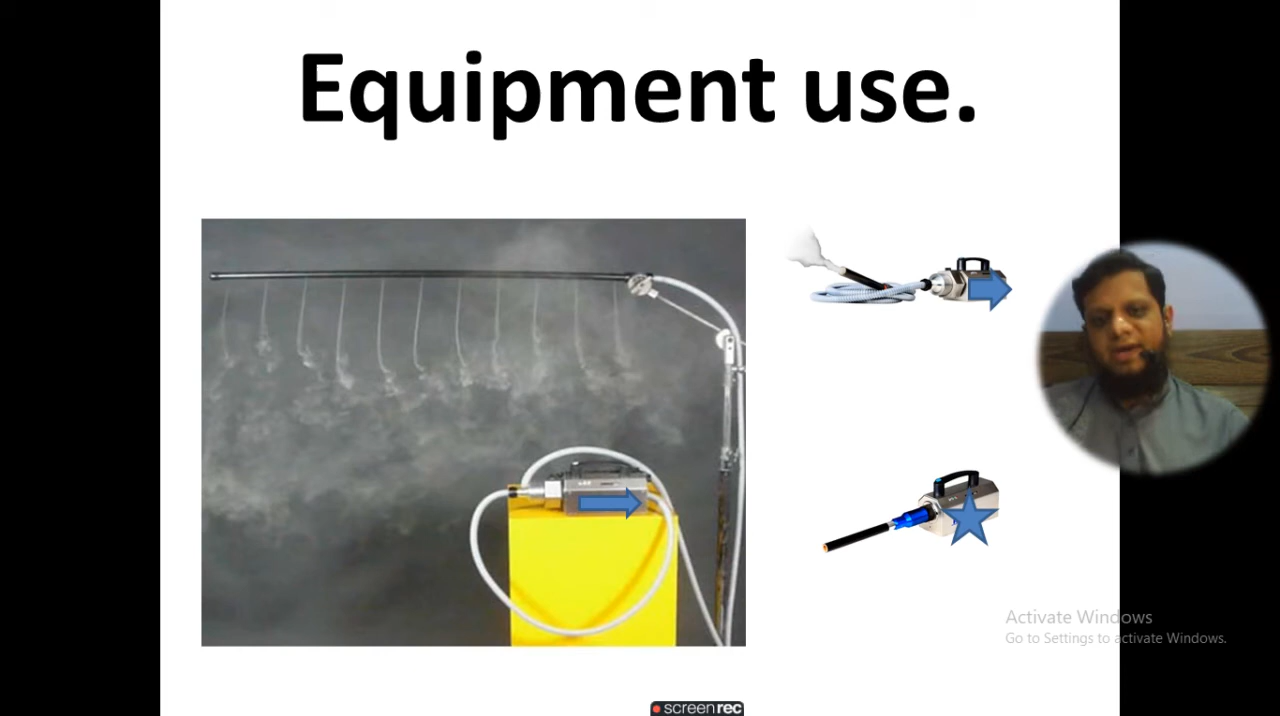 Equipment use.
Activate Windows
Go to Settings to activate Windows.
screenrec